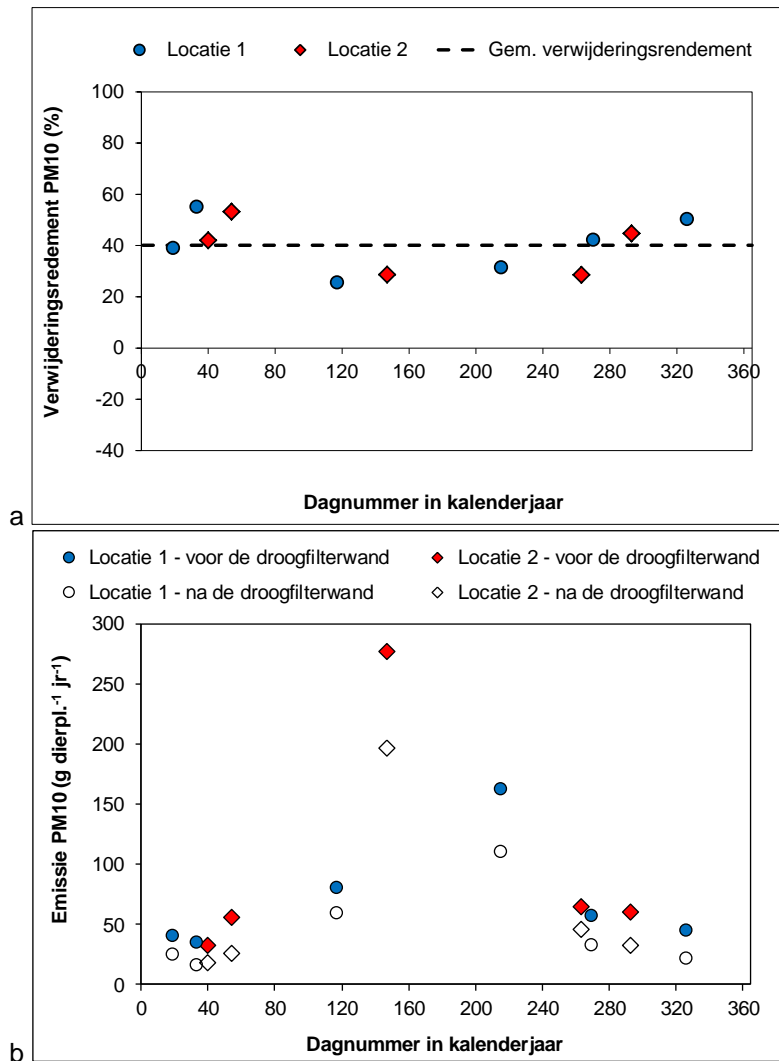 Locatie 1 Locatie 2 Gem. verwijderingsrendement
Verwijderingsredement PM10 (%)
100
80
60
40
20
0
-20
-40
0 40 80 120 160 200 240 280 320 360
Dagnummer in kalenderjaar
a
Locatie 1 - voor de droogfilterwand Locatie 2 - voor de droogfilterwand
Locatie 1 - na de droogfilterwand Locatie 2 - na de droogfilterwand
Emissie PM10 (g dierpl.⁻¹ jr⁻¹)
300
250
200
150
100
50
0
0 40 80 120 160 200 240 280 320 360
Dagnummer in kalenderjaar
b